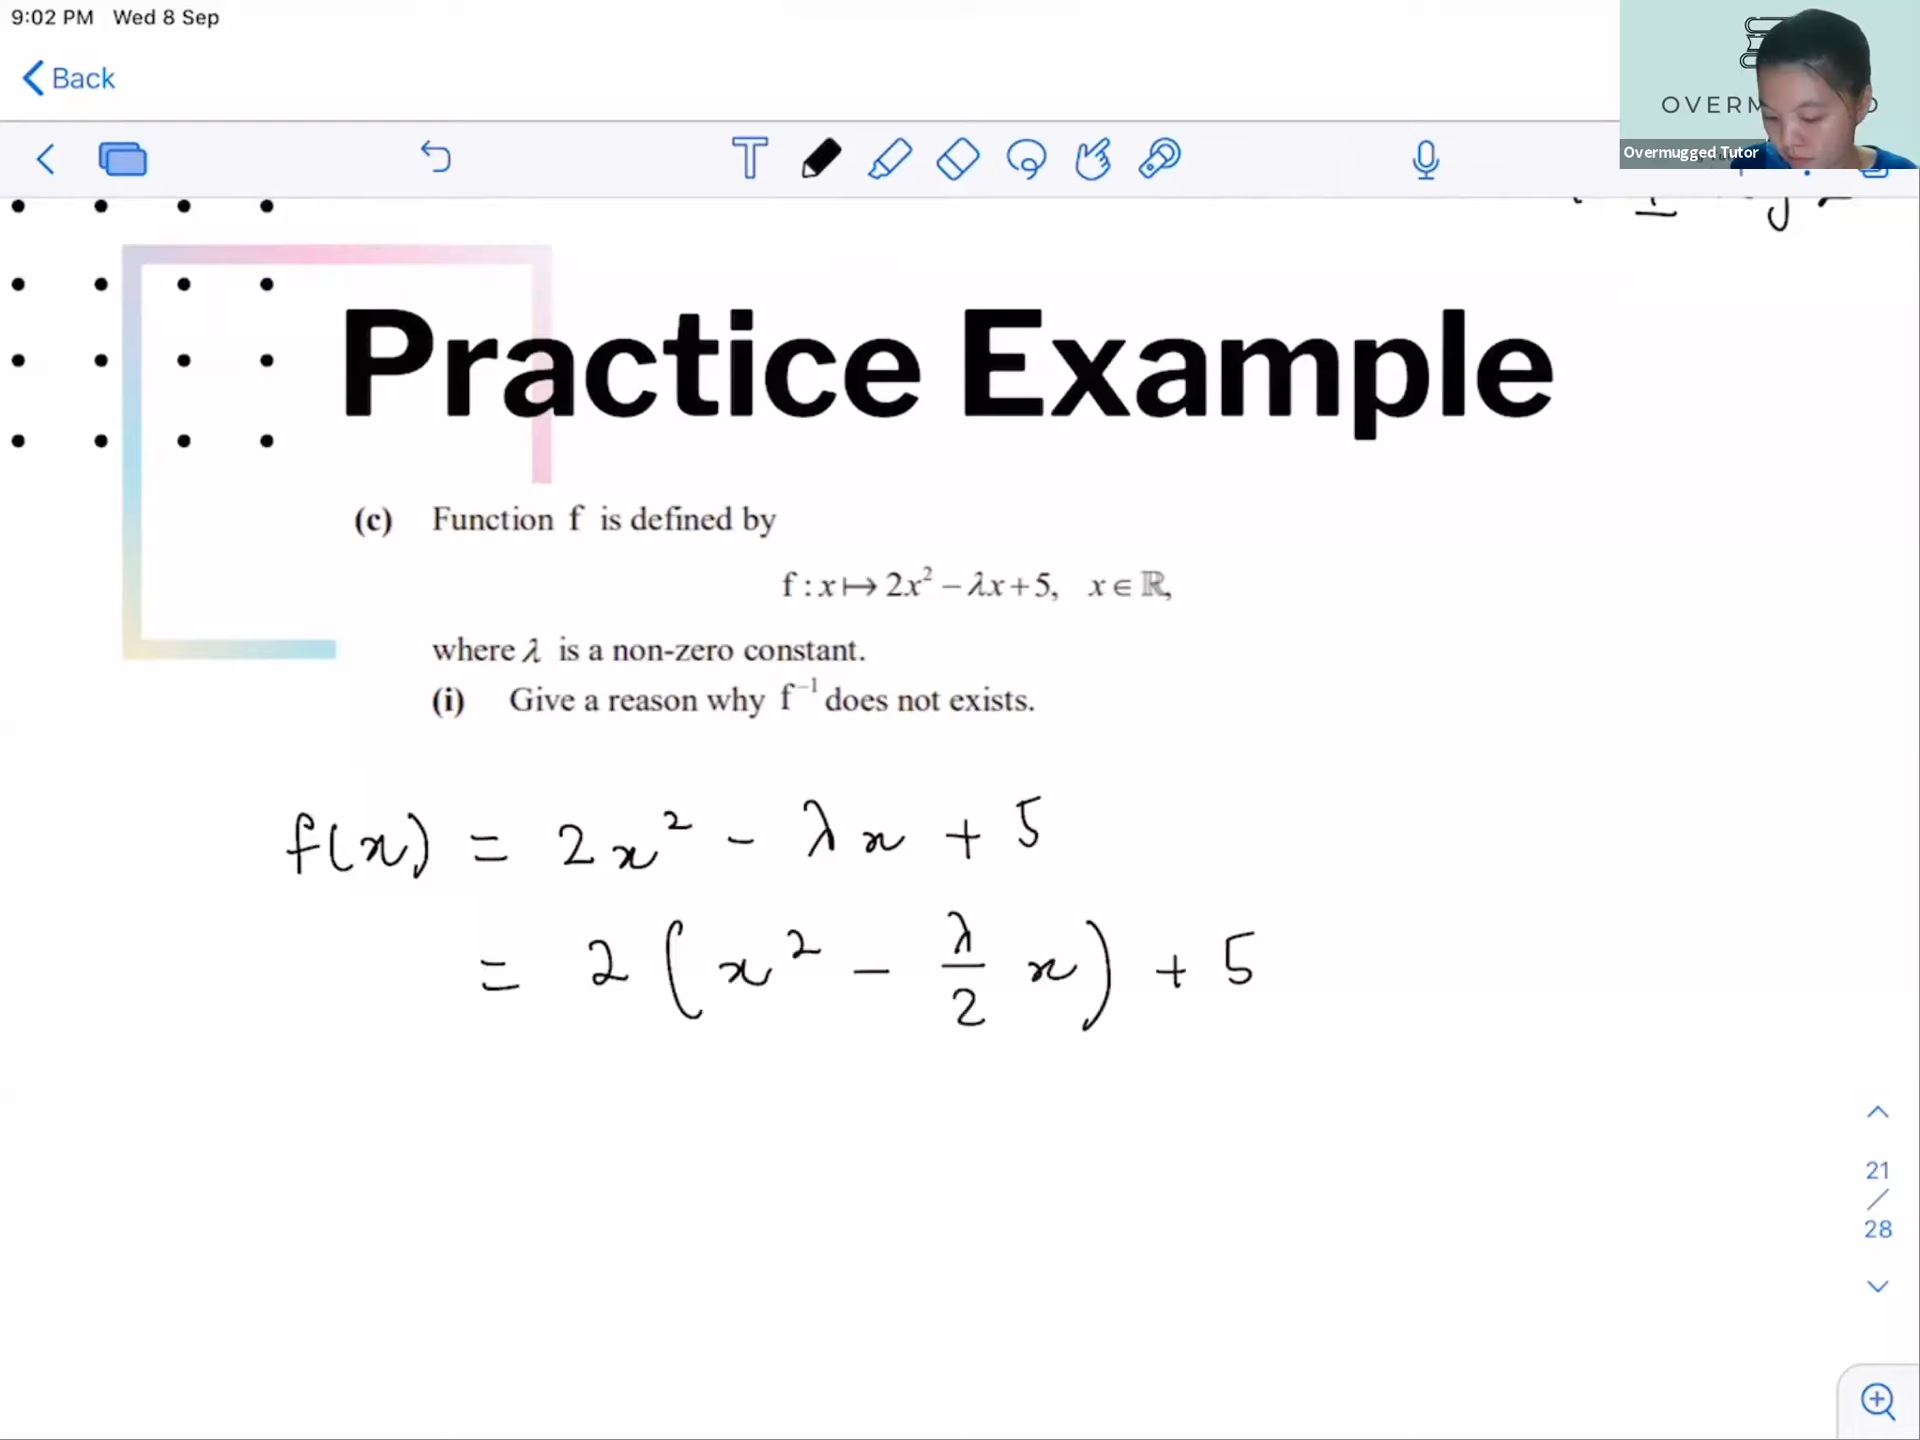 9:02 PM Wed 8 Sep
Back
OVERM
Overmugged Tutor
Practice Example
(c) Function f is defined by
f : x ↦ 2x² − λx + 5, x ∈ ℝ,
where λ is a non-zero constant.
(i) Give a reason why f⁻¹ does not exists.
f(x) = 2x² − λx + 5
= 2 (x² − λ/2 x) + 5
21
/
28